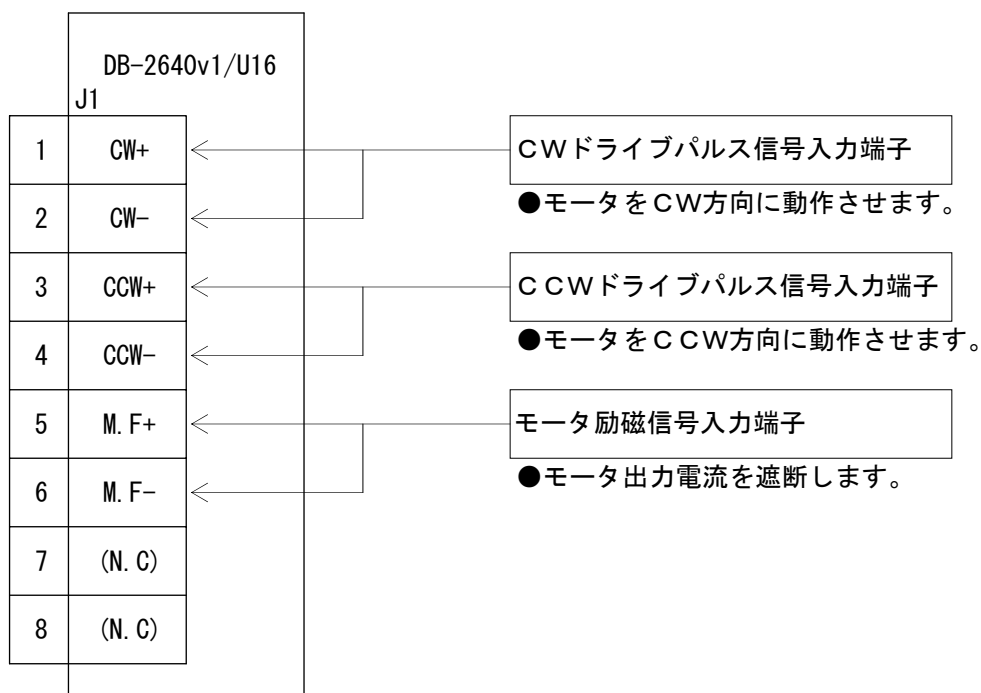 DB-2640v1/U16
J1
1 CW+
CWドライブパルス信号入力端子
2 CW-
●モータをCW方向に動作させます。
3 CCW+
CCWドライブパルス信号入力端子
4 CCW-
●モータをCCW方向に動作させます。
5 M.F+
モータ励磁信号入力端子
6 M.F-
●モータ出力電流を遮断します。
7 (N.C)
8 (N.C)